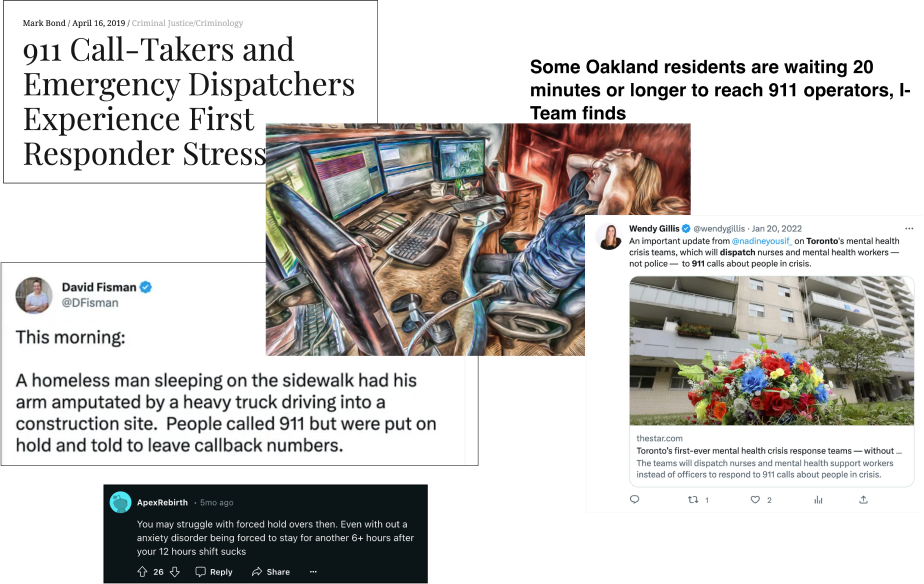 Mark Bond / April 16, 2019 / Criminal Justice/Criminology
911 Call-Takers and
Emergency Dispatchers
Experience First
Responder Stress
Some Oakland residents are waiting 20
minutes or longer to reach 911 operators, I-
Team finds
Wendy Gillis @wendygillis · Jan 20, 2022
An important update from @nadineyousif_ on Toronto's mental health
crisis teams, which will dispatch nurses and mental health workers —
not police — to 911 calls about people in crisis.
thestar.com
Toronto's first-ever mental health crisis response teams — without ...
The teams will dispatch nurses and mental health support workers
instead of officers to respond to 911 calls about people in crisis.
1 2
David Fisman
@DFisman
This morning:
A homeless man sleeping on the sidewalk had his
arm amputated by a heavy truck driving into a
construction site. People called 911 but were put on
hold and told to leave callback numbers.
ApexRebirth · 5mo ago
You may struggle with forced hold overs then. Even with out a
anxiety disorder being forced to stay for another 6+ hours after
your 12 hours shift sucks
26 Reply Share ...